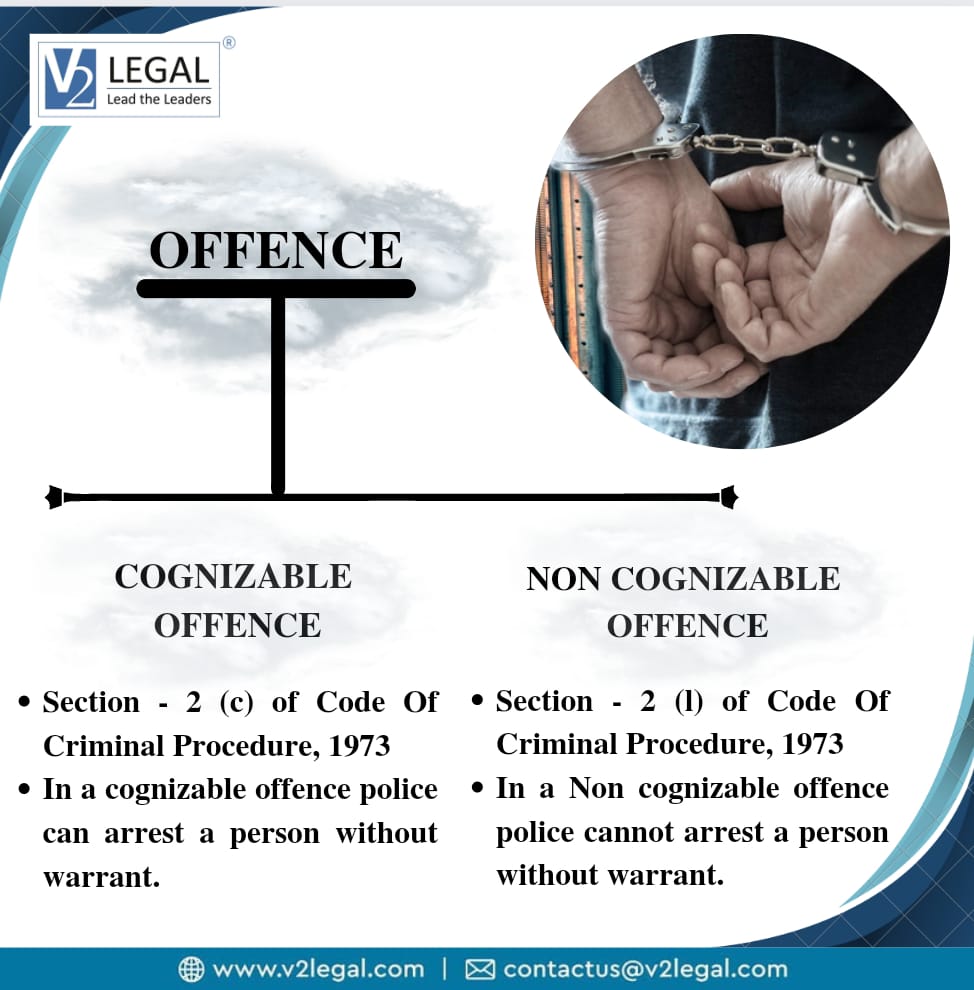 V2 LEGAL ®
Lead the Leaders
OFFENCE
COGNIZABLE
OFFENCE
• Section - 2 (c) of Code Of
Criminal Procedure, 1973
• In a cognizable offence police
can arrest a person without
warrant.
NON COGNIZABLE
OFFENCE
• Section - 2 (l) of Code Of
Criminal Procedure, 1973
• In a Non cognizable offence
police cannot arrest a person
without warrant.
www.v2legal.com | contactus@v2legal.com